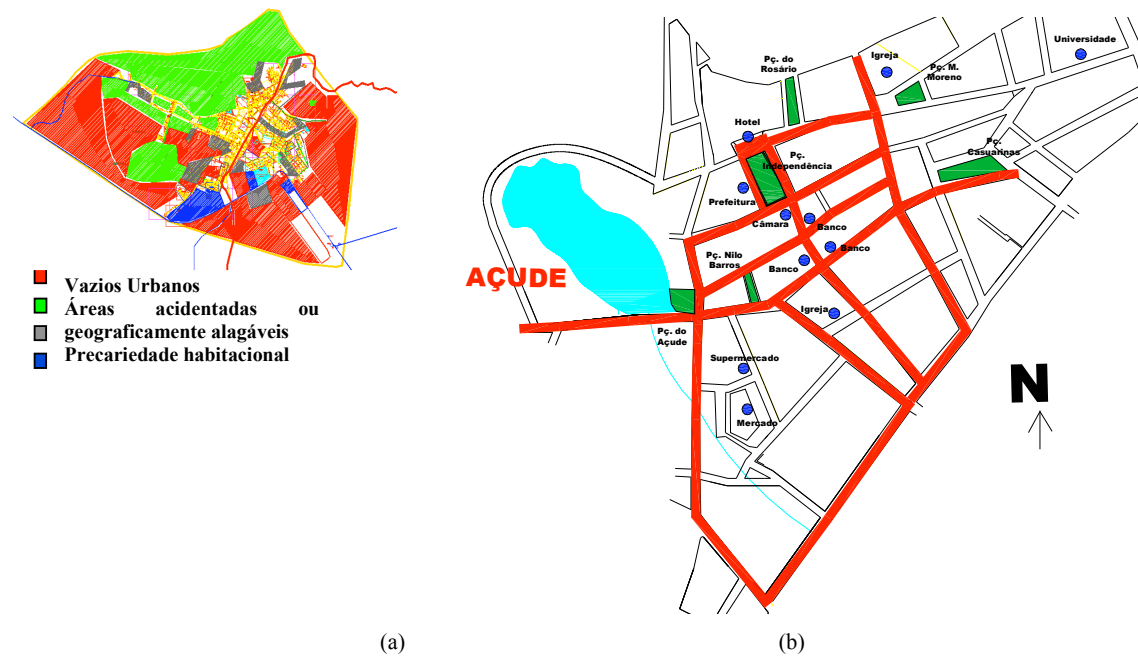 Vazios Urbanos
Áreas acidentadas ou
geograficamente alagáveis
Precariedade habitacional
(a)
Universidade
Igreja
Pç. do
Rosário
Pç. M.
Moreno
Hotel
Pç.
Independência
Pç.
Casuarinas
Prefeitura
Câmara
Banco
Banco
Banco
Pç. Nilo
Barros
AÇUDE
Igreja
Pç. do
Açude
Supermercado
Mercado
N
(b)